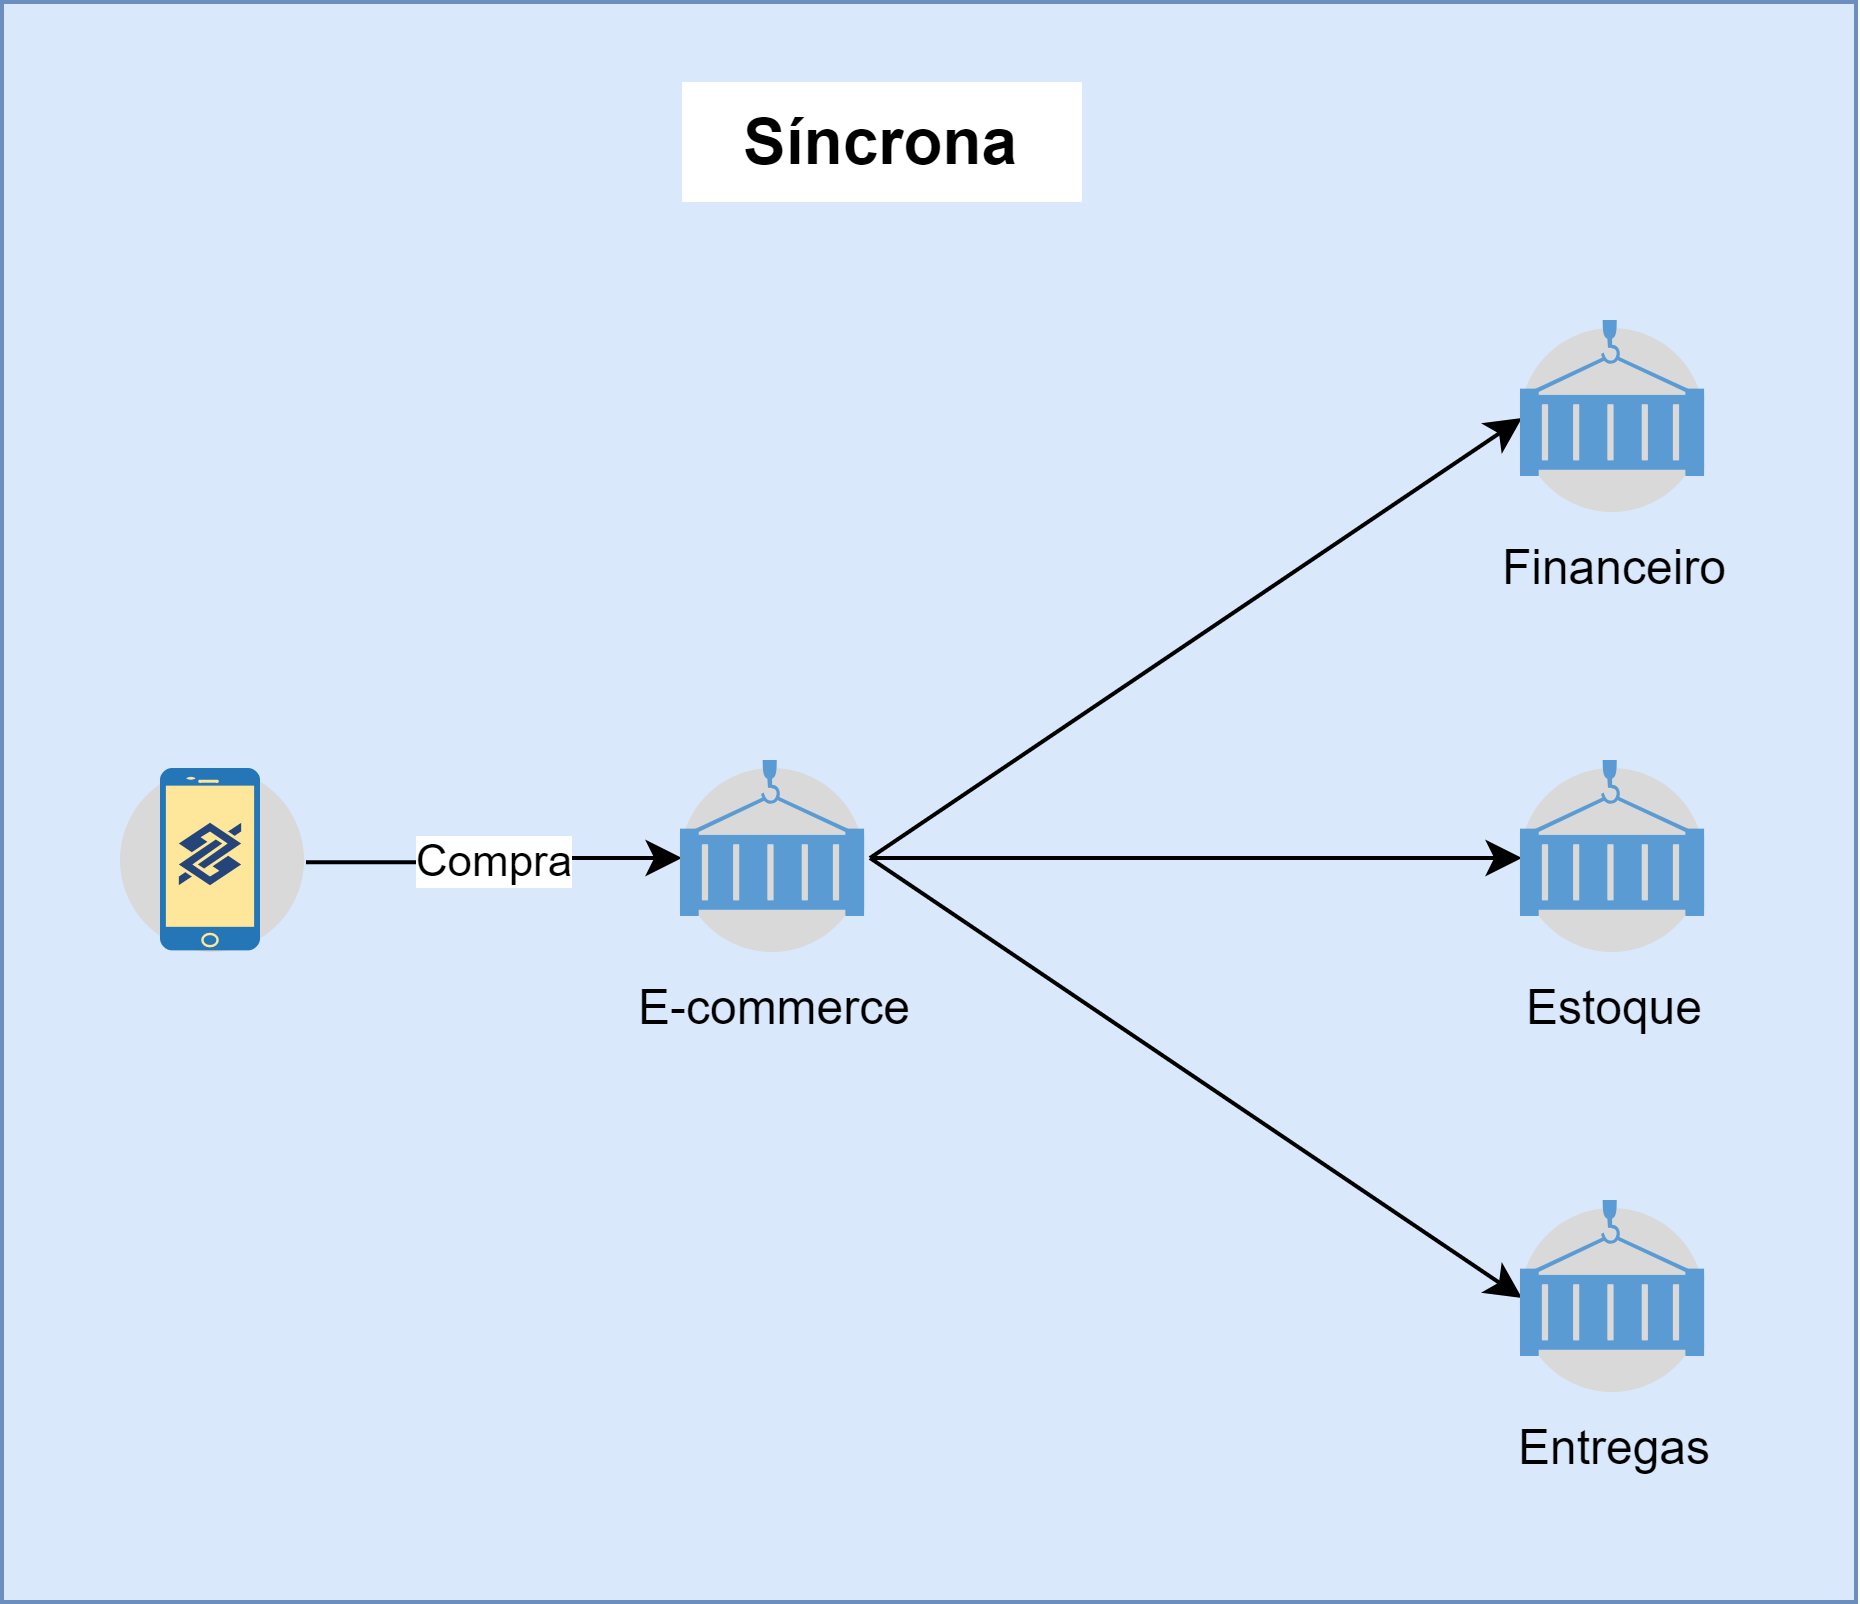 Síncrona
Financeiro
Compra
E-commerce
Estoque
Entregas